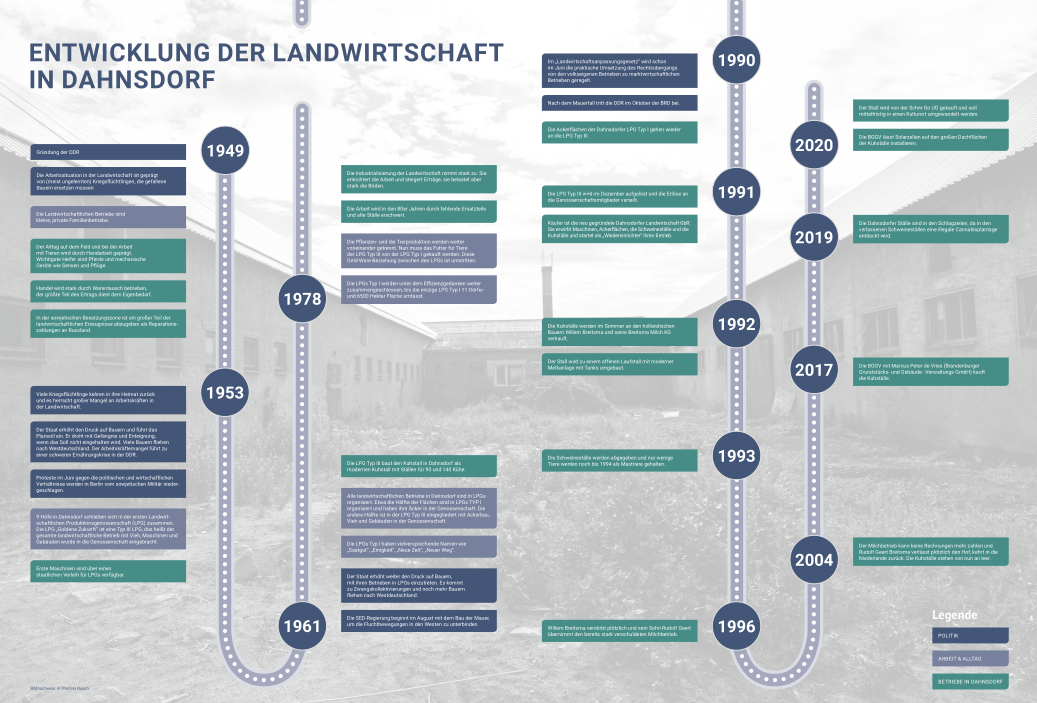 ENTWICKLUNG DER LANDWIRTSCHAFT
IN DAHNSDORF
1949
Gründung der DDR
Die Arbeitssituation in der Landwirtschaft ist geprägt
von (meist ungelernten) Kriegsflüchtlingen, die gefallene
Bauern ersetzen müssen
Die Landwirtschaftlichen Betriebe sind
kleine, private Familienbetriebe.
Der Alltag auf dem Feld und bei der Arbeit
mit Tieren wird durch Handarbeit geprägt.
Wichtigste Helfer sind Pferde und mechanische
Geräte wie Sensen und Pflüge
Handel wird stark durch Warentausch betrieben,
der größte Teil des Ertrags dient dem Eigenbedarf.
In der sowjetischen Besatzungszone ist ein großer Teil der
landwirtschaftlichen Erzeugnisse abzugeben als Reparations-
zahlungen an Russland.
1953
Viele Kriegsflüchtlinge kehren in ihre Heimat zurück
und es herrscht großer Mangel an Arbeitskräften in
der Landwirtschaft.
Der Staat erhöht den Druck auf Bauern und führt das
Plansoll ein. Er droht mit Gefängnis und Enteignung,
wenn das Soll nicht eingehalten wird. Viele Bauern fliehen
nach Westdeutschland. Der Arbeitskräftemangel führt zu
einer schweren Ernährungskrise in der DDR.
Proteste im Juni gegen die politischen und wirtschaftlichen
Verhältnisse werden in Berlin vom sowjetischen Militär nieder-
geschlagen.
9 Höfe in Dahnsdorf schließen sich in der ersten Landwirt-
schaftlichen Produktionsgenossenschaft (LPG) zusammen.
Die LPG „Goldene Zukunft“ ist eine Typ III LPG, das heißt der
gesamte landwirtschaftliche Betrieb mit Vieh, Maschinen und
Gebäuden wurde in die Genossenschaft eingebracht.
Erste Maschinen sind über einen
staatlichen Verleih für LPGs verfügbar.
Die Industrialisierung der Landwirtschaft nimmt stark zu. Sie
erleichtert die Arbeit und steigert Erträge, sie belastet aber
stark die Böden.
Die Arbeit wird in den 80er Jahren durch fehlende Ersatzteile
und alte Ställe erschwert.
Die Pflanzen- und die Tierproduktion werden weiter
voneinander getrennt. Nun muss das Futter für Tiere
der LPG Typ III von der LPG Typ I gekauft werden. Diese
Geld-Ware-Beziehung zwischen den LPGs ist umstritten.
Die LPGs Typ I werden unter dem Effizienzgedanken weiter
zusammengeschlossen, bis die einzige LPG Typ I 11 Dörfer
und 6500 Hektar Fläche umfasst.
1978
Die LPG Typ III baut den Kuhstall in Dahnsdorf als
modernen Kuhstall mit Ställen für 90 und 140 Kühe.
Alle landwirtschaftlichen Betriebe in Dahnsdorf sind in LPGs
organisiert. Etwa die Hälfte der Flächen sind in LPGs TYP I
organisiert und haben ihre Äcker in der Genossenschaft. Die
andere Hälfte ist in der LPG Typ III eingegliedert mit Ackerbau,
Vieh und Gebäuden in der Genossenschaft.
Die LPGs Typ I haben vielversprechende Namen wie
„Saatgut“, „Einigkeit“, „Neue Zeit“, „Neuer Weg“.
Der Staat erhöht weiter den Druck auf Bauern,
mit ihren Betrieben in LPGs einzutreten. Es kommt
zu Zwangskollektivierungen und noch mehr Bauern
fliehen nach Westdeutschland.
Die SED-Regierung beginnt im August mit dem Bau der Mauer,
um die Fluchtbewegungen in den Westen zu unterbinden.
1961
1990
Im „Landwirtschaftsanpassungsgesetz“ wird schon
im Juni die praktische Umsetzung des Rechtsübergangs
von den volkseigenen Betrieben zu marktwirtschaftlichen
Betrieben geregelt.
Nach dem Mauerfall tritt die DDR im Oktober der BRD bei.
Die Ackerflächen der Dahnsdorfer LPG Typ I gehen wieder
an die LPG Typ III.
1991
Die LPG Typ III wird im Dezember aufgelöst und die Erlöse an
die Genossenschaftsmitglieder verteilt.
Käufer ist die neu gegründete Dahnsdorfer Landwirtschaft GbR.
Sie erwirbt Maschinen, Ackerflächen, die Schweineställe und die
Kuhställe und startet als „Wiedereinrichter“ ihren Betrieb.
1992
Die Kuhställe werden im Sommer an den holländischen
Bauern Willem Breitsma und seine Breitsma Milch KG
verkauft.
Der Stall wird zu einem offenen Laufstall mit moderner
Melkanlage mit Tanks umgebaut.
1993
Die Schweineställe werden abgegeben und nur wenige
Tiere werden noch bis 1994 als Masttiere gehalten.
1996
Willem Breitsma verstirbt plötzlich und sein Sohn Rudolf Geert
übernimmt den bereits stark verschuldeten Milchbetrieb.
2020
Der Stall wird von der Schm Go UG gekauft und soll
mittelfristig in einen Kulturort umgewandelt werden.
Die BGGV lässt Solarzellen auf den großen Dachflächen
der Kuhställe installieren.
2019
Die Dahnsdorfer Ställe sind in den Schlagzeilen, da in den
verlassenen Schweineställen eine illegale Cannabisplantage
entdeckt wird.
2017
Die BGGV mit Marcus Peter de Vries (Brandenburger
Grundstücks- und Gebäude- Verwaltungs GmbH) kauft
die Kuhställe.
2004
Der Milchbetrieb kann keine Rechnungen mehr zahlen und
Rudolf Geert Breitsma verlässt plötzlich den Hof, kehrt in die
Niederlande zurück. Die Kuhställe stehen von nun an leer.
Legende
POLITIK
ARBEIT & ALLTAG
BETRIEBE IN DAHNSDORF
Bildnachweis: © Thomas